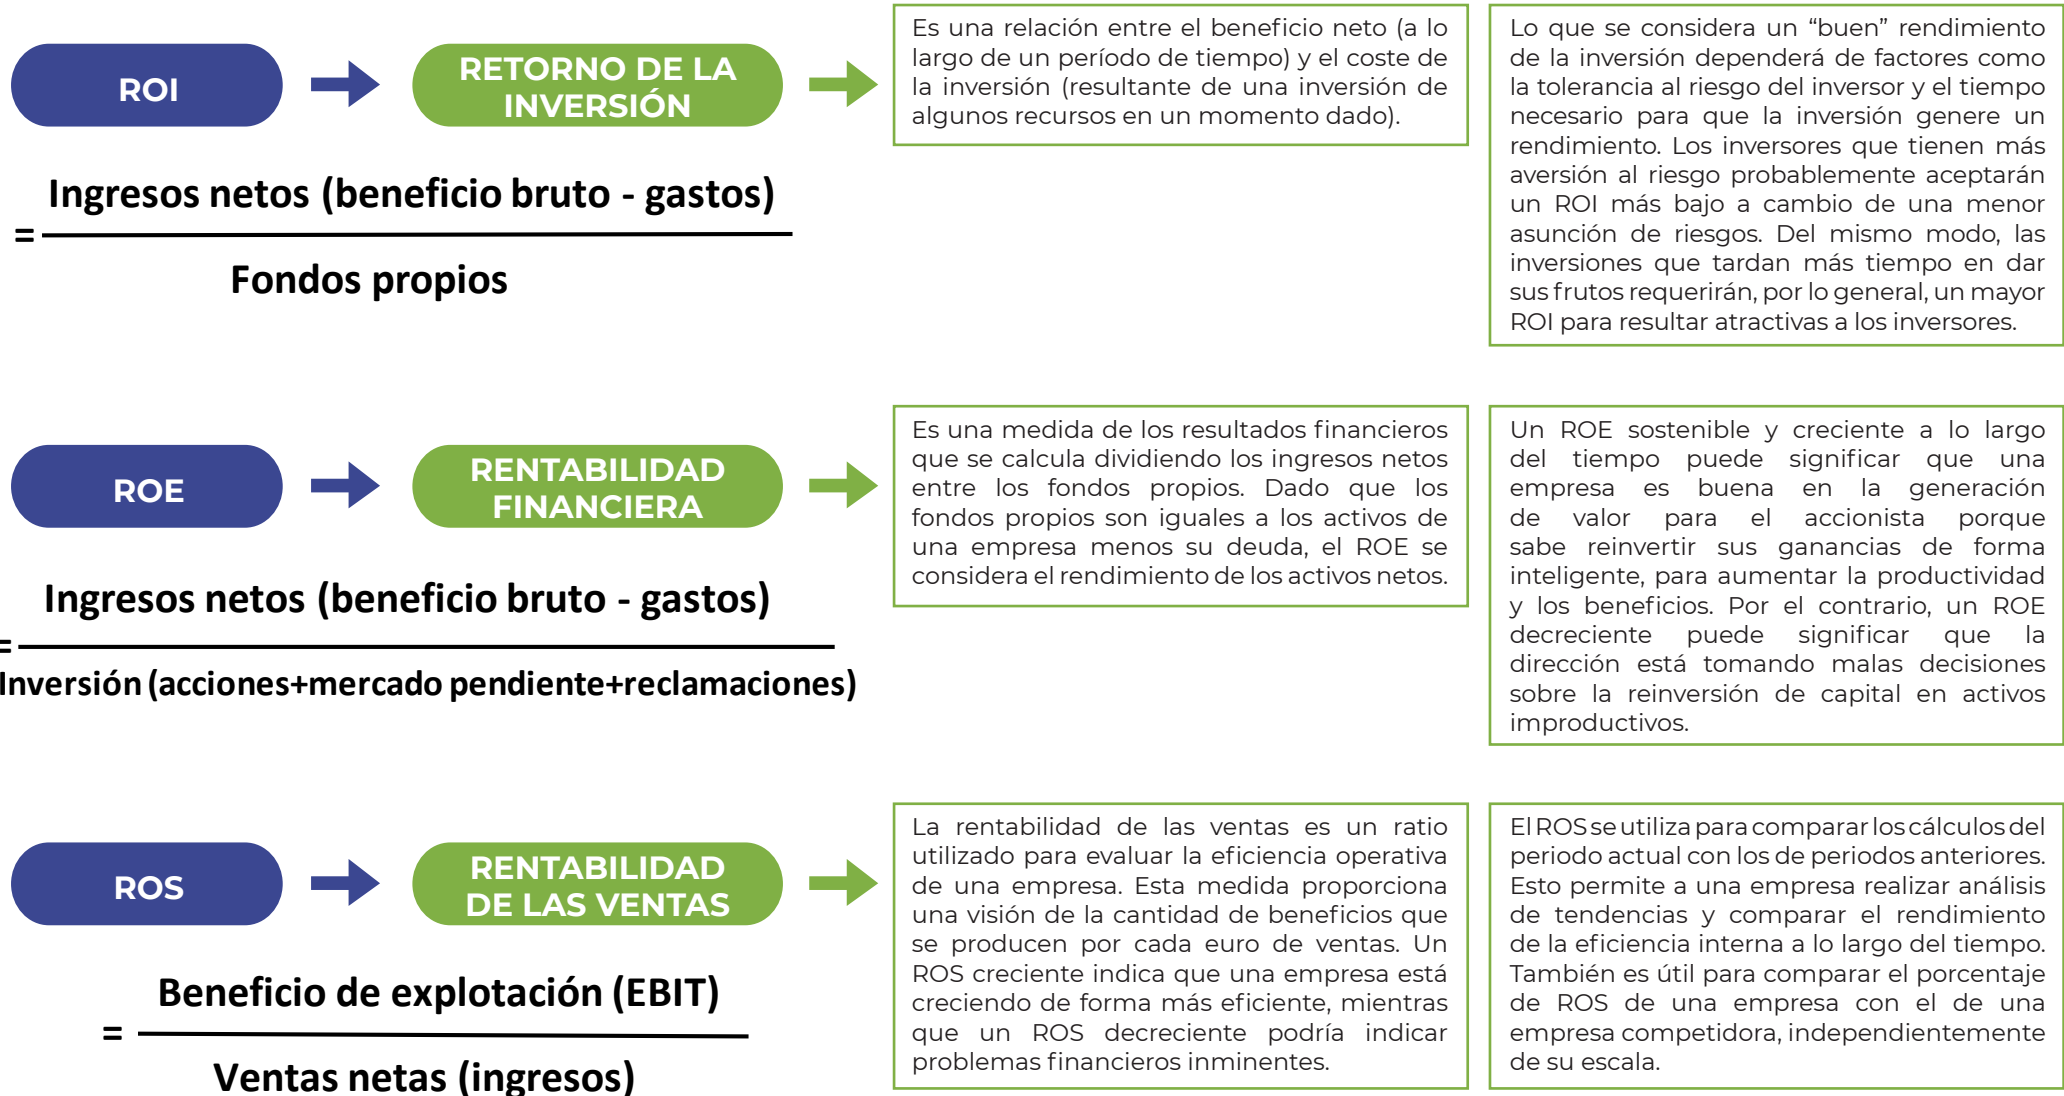 ROI
RETORNO DE LA
INVERSIÓN
Ingresos netos (beneficio bruto - gastos)
=
Fondos propios
Es una relación entre el beneficio neto (a lo
largo de un período de tiempo) y el coste de
la inversión (resultante de una inversión de
algunos recursos en un momento dado).
Lo que se considera un “buen” rendimiento
de la inversión dependerá de factores como
la tolerancia al riesgo del inversor y el tiempo
necesario para que la inversión genere un
rendimiento. Los inversores que tienen más
aversión al riesgo probablemente aceptarán
un ROI más bajo a cambio de una menor
asunción de riesgos. Del mismo modo, las
inversiones que tardan más tiempo en dar
sus frutos requerirán, por lo general, un mayor
ROI para resultar atractivas a los inversores.
ROE
RENTABILIDAD
FINANCIERA
Ingresos netos (beneficio bruto - gastos)
=
Inversión (acciones+mercado pendiente+reclamaciones)
Es una medida de los resultados financieros
que se calcula dividiendo los ingresos netos
entre los fondos propios. Dado que los
fondos propios son iguales a los activos de
una empresa menos su deuda, el ROE se
considera el rendimiento de los activos netos.
Un ROE sostenible y creciente a lo largo
del tiempo puede significar que una
empresa es buena en la generación
de valor para el accionista porque
sabe reinvertir sus ganancias de forma
inteligente, para aumentar la productividad
y los beneficios. Por el contrario, un ROE
decreciente puede significar que la
dirección está tomando malas decisiones
sobre la reinversión de capital en activos
improductivos.
ROS
RENTABILIDAD
DE LAS VENTAS
Beneficio de explotación (EBIT)
=
Ventas netas (ingresos)
La rentabilidad de las ventas es un ratio
utilizado para evaluar la eficiencia operativa
de una empresa. Esta medida proporciona
una visión de la cantidad de beneficios que
se producen por cada euro de ventas. Un
ROS creciente indica que una empresa está
creciendo de forma más eficiente, mientras
que un ROS decreciente podría indicar
problemas financieros inminentes.
El ROS se utiliza para comparar los cálculos del
periodo actual con los de periodos anteriores.
Esto permite a una empresa realizar análisis
de tendencias y comparar el rendimiento
de la eficiencia interna a lo largo del tiempo.
También es útil para comparar el porcentaje
de ROS de una empresa con el de una
empresa competidora, independientemente
de su escala.